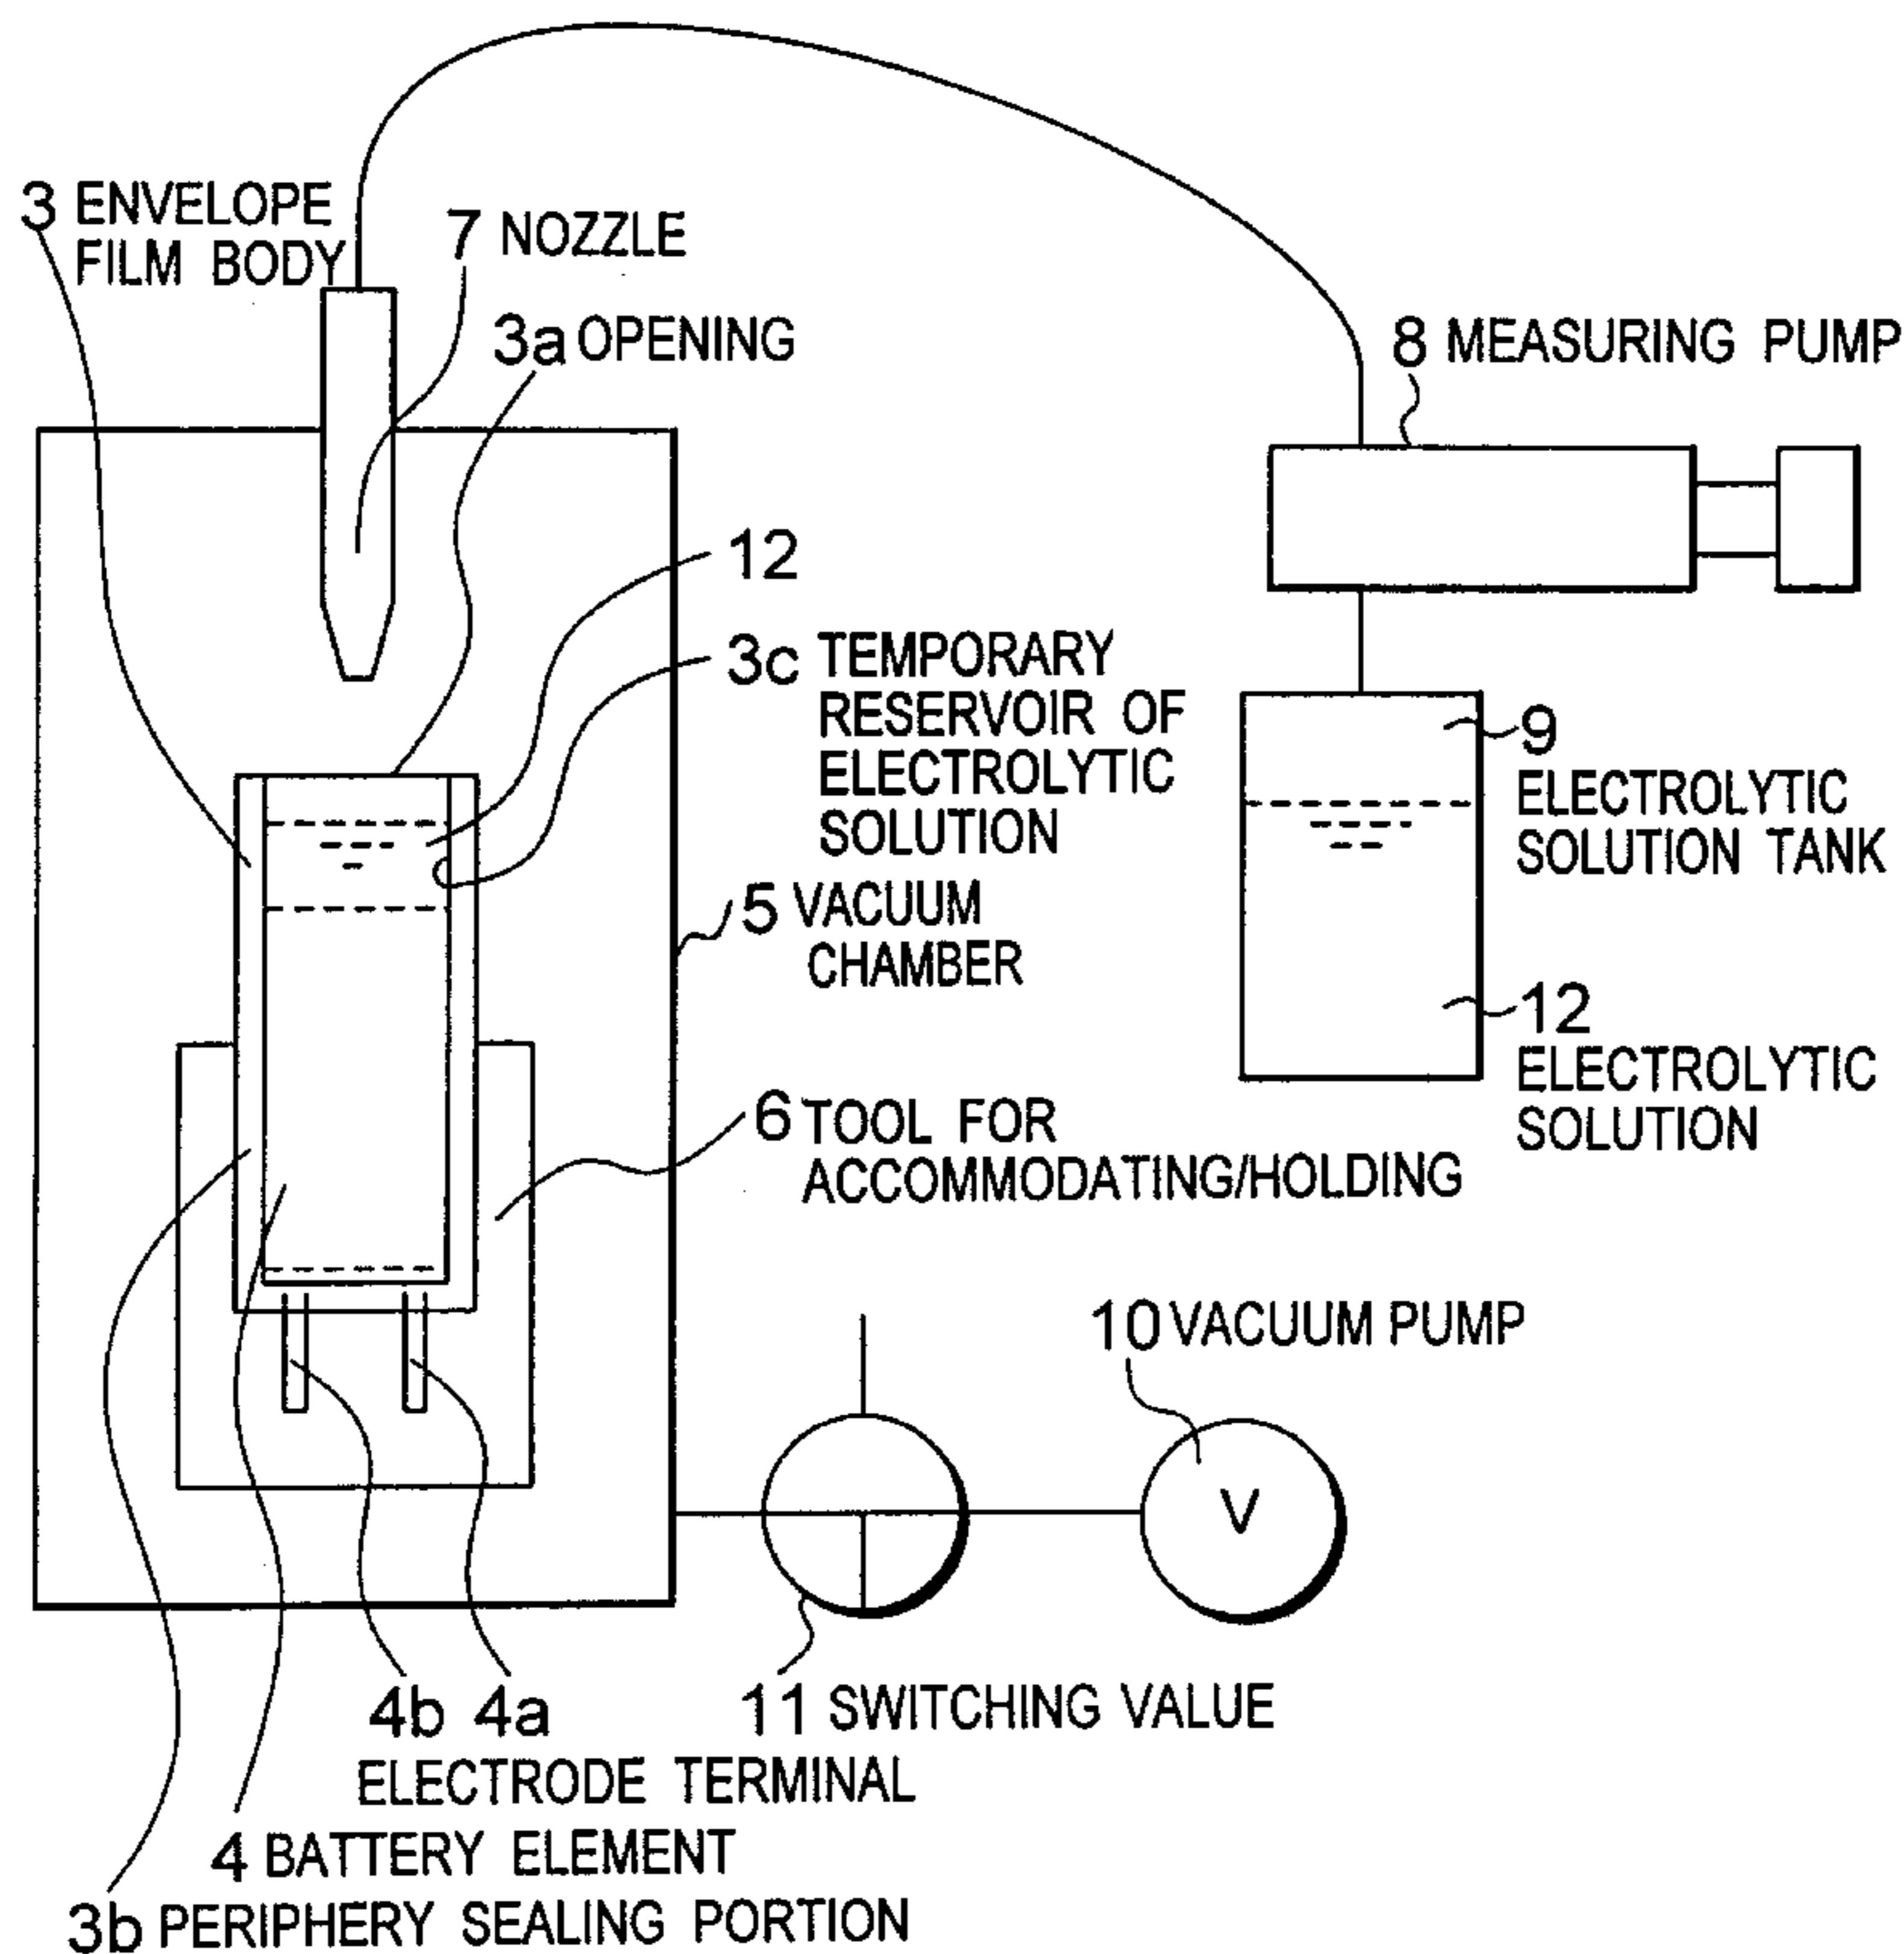 3 ENVELOPE
FILM BODY
7 NOZZLE
3a OPENING
8 MEASURING PUMP
12
3c TEMPORARY
RESERVOIR OF
ELECTROLYTIC
SOLUTION
9
ELECTROLYTIC
SOLUTION TANK
5 VACUUM
CHAMBER
12
ELECTROLYTIC
SOLUTION
6 TOOL FOR
ACCOMMODATING/HOLDING
10 VACUUM PUMP
V
4b 4a
ELECTRODE TERMINAL
11 SWITCHING VALUE
4 BATTERY ELEMENT
3b PERIPHERY SEALING PORTION